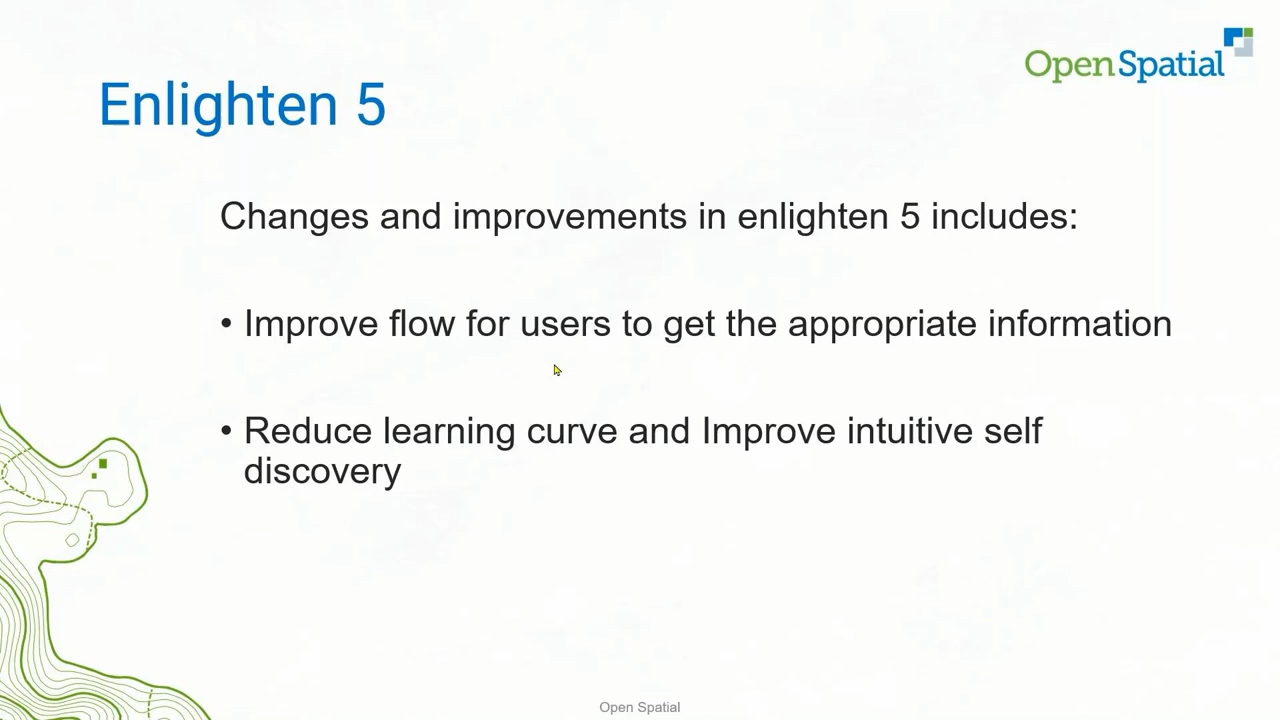 OpenSpatial
Enlighten 5
Changes and improvements in enlighten 5 includes:
• Improve flow for users to get the appropriate information
• Reduce learning curve and Improve intuitive self
discovery
Open Spatial